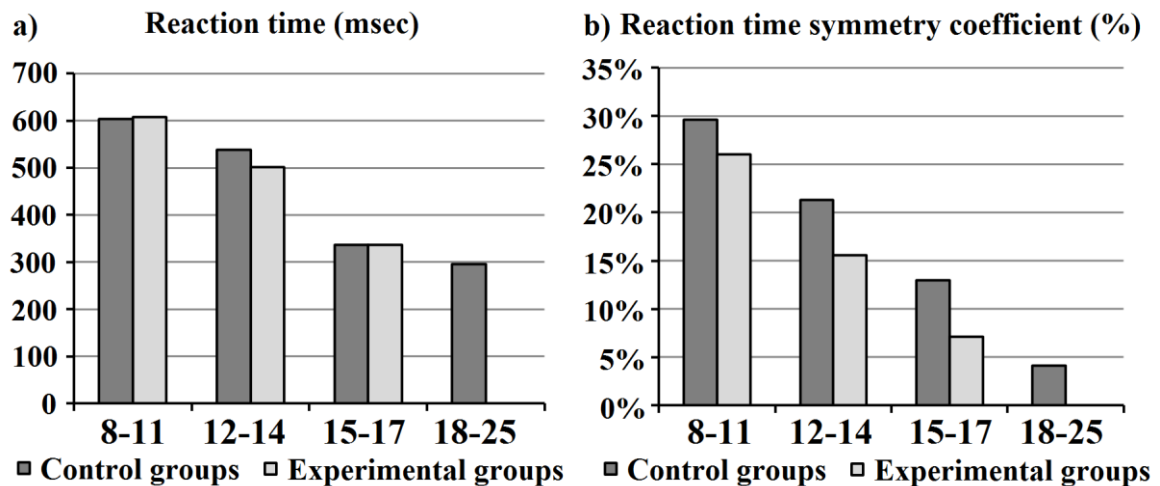 a) Reaction time (msec)
700
600
500
400
300
200
100
0
8-11 12-14 15-17 18-25
Control groups Experimental groups
b) Reaction time symmetry coefficient (%)
35%
30%
25%
20%
15%
10%
5%
0%
8-11 12-14 15-17 18-25
Control groups Experimental groups